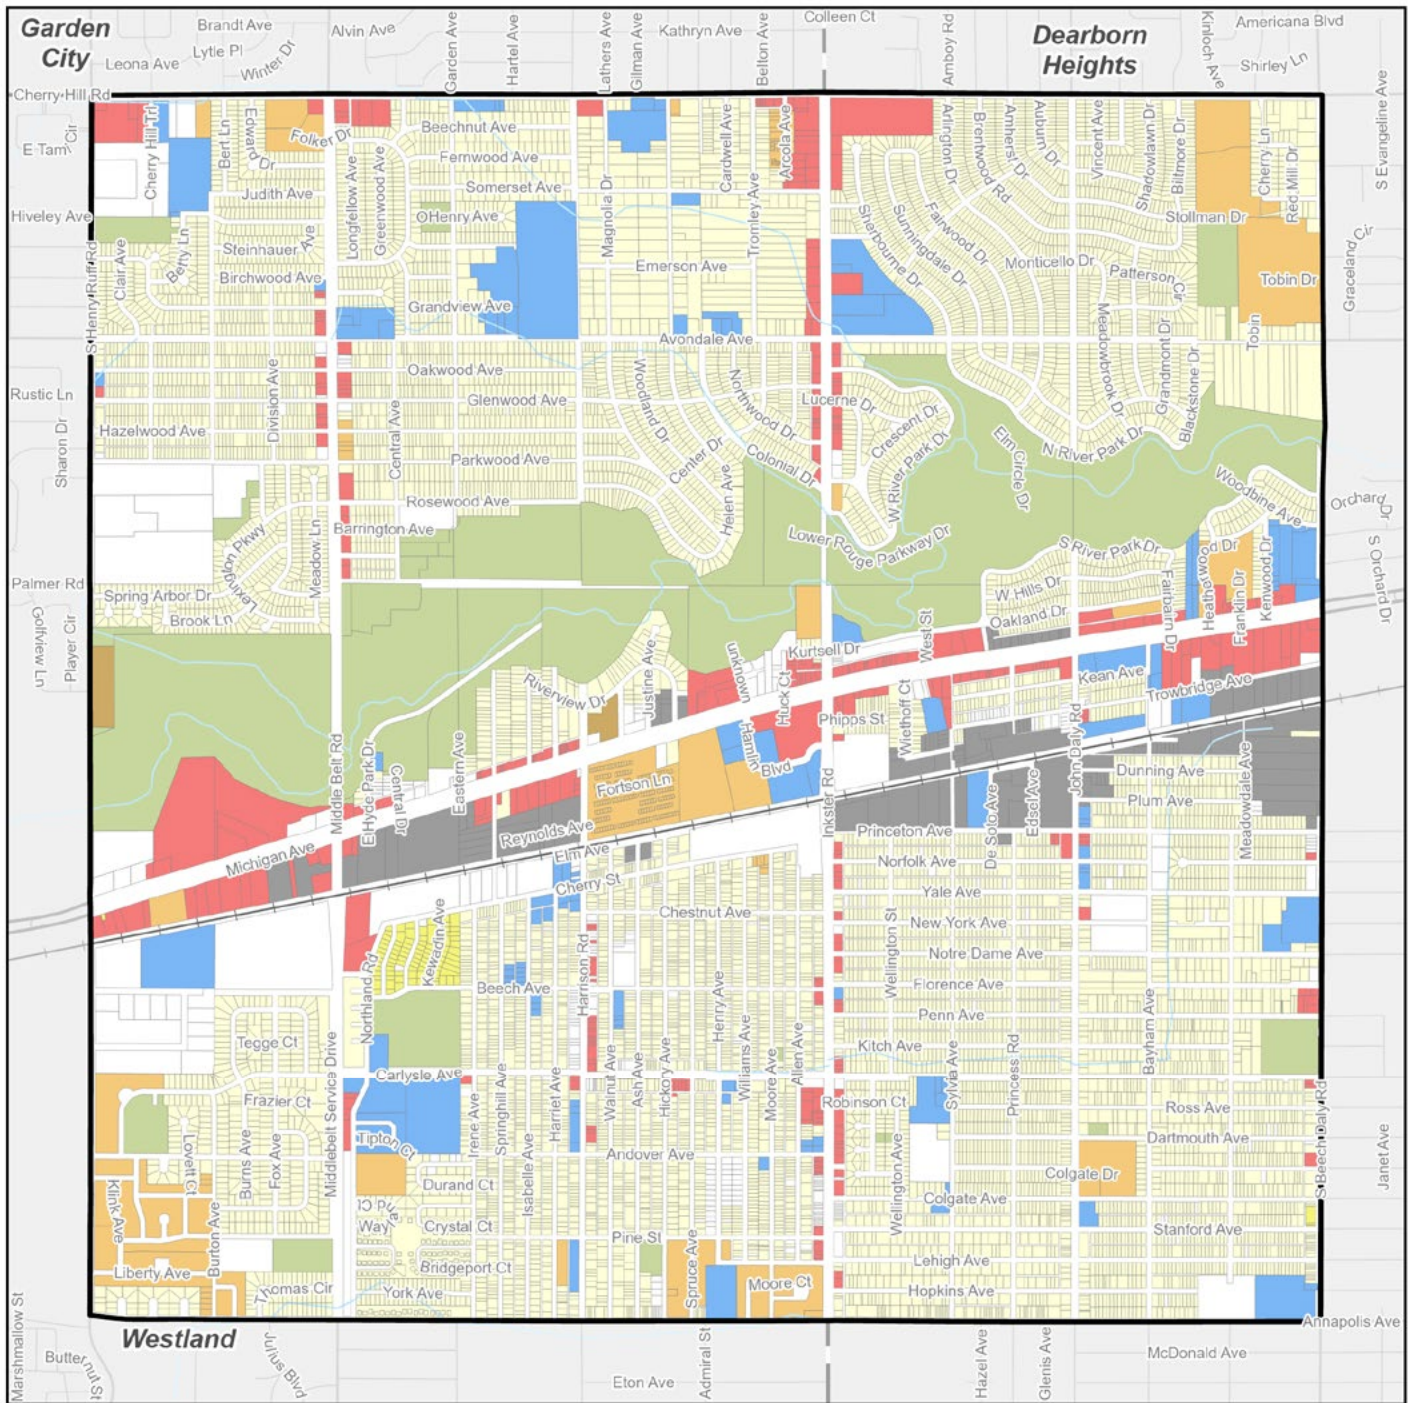 Garden
City
Brandt Ave
Lytle Pl
Leona Ave
Winter Dr
Alvin Ave
Garden Ave
Hartel Ave
Lathers Ave
Gilman Ave
Kathryn Ave
Belton Ave
Colleen Ct
Amboy Rd
Dearborn
Heights
Kinloch Ave
Americana Blvd
Shirley Ln
S Evangeline Ave
Cherry Hill Rd
E Tam Cir
Cherry Hill Trl
Bert Ln
Edward Dr
Folker Dr
Longfellow Ave
Greenwood Ave
Beechnut Ave
Fernwood Ave
Judith Ave
Somerset Ave
Magnolia Dr
Cardwell Ave
Arcola Ave
Tromley Ave
Arlington Dr
Brentwood Rd
Amherst Dr
Auburn Dr
Vincent Ave
Shadowlawn Dr
Biltmore Dr
Cherry Ln
Red Mill Dr
Hiveley Ave
OHenry Ave
Stollman Dr
S Henry Ruff Rd
Clair Ave
Betty Ln
Steinhauer Ave
Birchwood Ave
Emerson Ave
Sherbourne Dr
Sunningdale Dr
Fairwood Dr
Monticello Dr
Patterson Cir
Tobin Dr
Graceland Cir
Grandview Ave
Avondale Ave
Meadowbrook Dr
Grandmont Dr
Blackstone Dr
Tobin
Rustic Ln
Division Ave
Oakwood Ave
Glenwood Ave
Woodland Dr
Northwood Dr
Lucerne Dr
Crescent Dr
Hazelwood Ave
Central Ave
Sharon Dr
Parkwood Ave
Center Dr
Colonial Dr
W River Park Dr
Elm Circle Dr
N River Park Dr
Rosewood Ave
Helen Ave
Woodbine Ave
Orchard Dr
Barrington Ave
Lexington Pkwy
Meadow Ln
Lower Rouge Parkway Dr
S River Park Dr
Heatherwood Dr
Franklin Dr
Kenwood Dr
S Orchard Dr
Palmer Rd
Golfview Ln
Player Cir
Spring Arbor Dr
Brook Ln
W Hills Dr
Oakland Dr
Fairbairn Dr
West St
Kurtsell Dr
unknown
Huck Ct
Justine Ave
Riverview Dr
Kean Ave
Trowbridge Ave
Wiethoff Ct
Phipps St
John Daly Rd
Middle Belt Rd
E Hyde Park Dr
Central Dr
Eastern Ave
Hamlin
Blvd
Fortson Ln
Inkster Rd
De Soto Ave
Edsel Ave
Dunning Ave
Plum Ave
Meadowdale Ave
Michigan Ave
Reynolds Ave
Elm Ave
Cherry St
Princeton Ave
Norfolk Ave
Yale Ave
Chestnut Ave
New York Ave
Notre Dame Ave
Florence Ave
Wellington St
Kewadin Ave
Northland Rd
Harrison Rd
Beech Ave
Henry Ave
Penn Ave
Bayham Ave
Tegge Ct
Kitch Ave
Carlysle Ave
Middlebelt Service Drive
Irene Ave
Springhill Ave
Isabelle Ave
Harriet Ave
Walnut Ave
Ash Ave
Hickory Ave
Williams Ave
Moore Ave
Allen Ave
Robinson Ct
Sylvia Ave
Princess Rd
Frazier Ct
Ross Ave
Dartmouth Ave
S Beech Daly Rd
Janet Ave
Lovett Ct
Burns Ave
Fox Ave
Tipton Ct
Andover Ave
Klink Ave
Burton Ave
Durand Ct
Wellington Ave
Colgate Ave
Colgate Dr
Way
Crystal Ct
Pine St
Stanford Ave
Bridgeport Ct
Lehigh Ave
Liberty Ave
Thomas Cir
York Ave
Spruce Ave
Moore Ct
Hopkins Ave
Annapolis Ave
Marshmallow St
Butternut St
Westland
Julius Blvd
Eton Ave
Admiral St
Hazel Ave
Glenis Ave
McDonald Ave